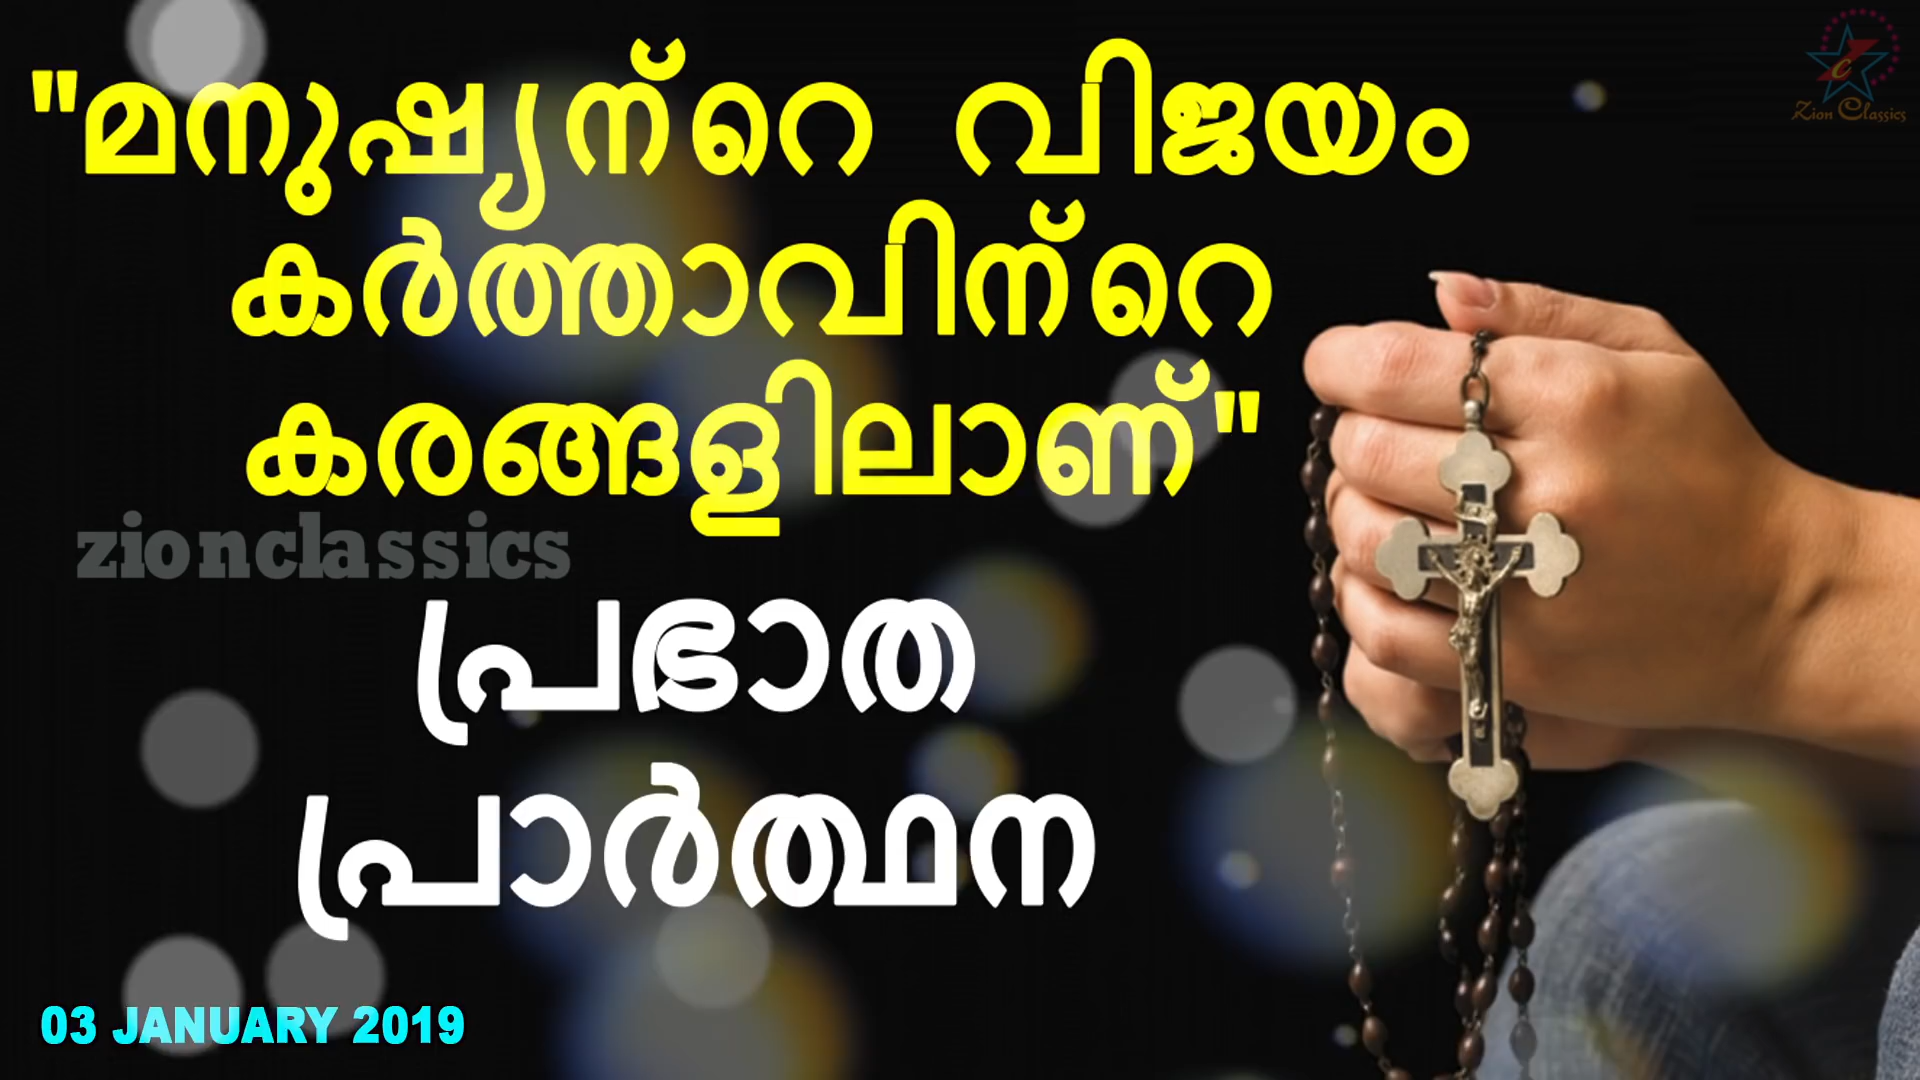 "മനുഷ്യന്റെ വിജയം
കർത്താവിന്റെ
കരങ്ങളിലാണ്"
zionclassics
പ്രഭാത
പ്രാർത്ഥന
03 JANUARY 2019
C
Zion Classics